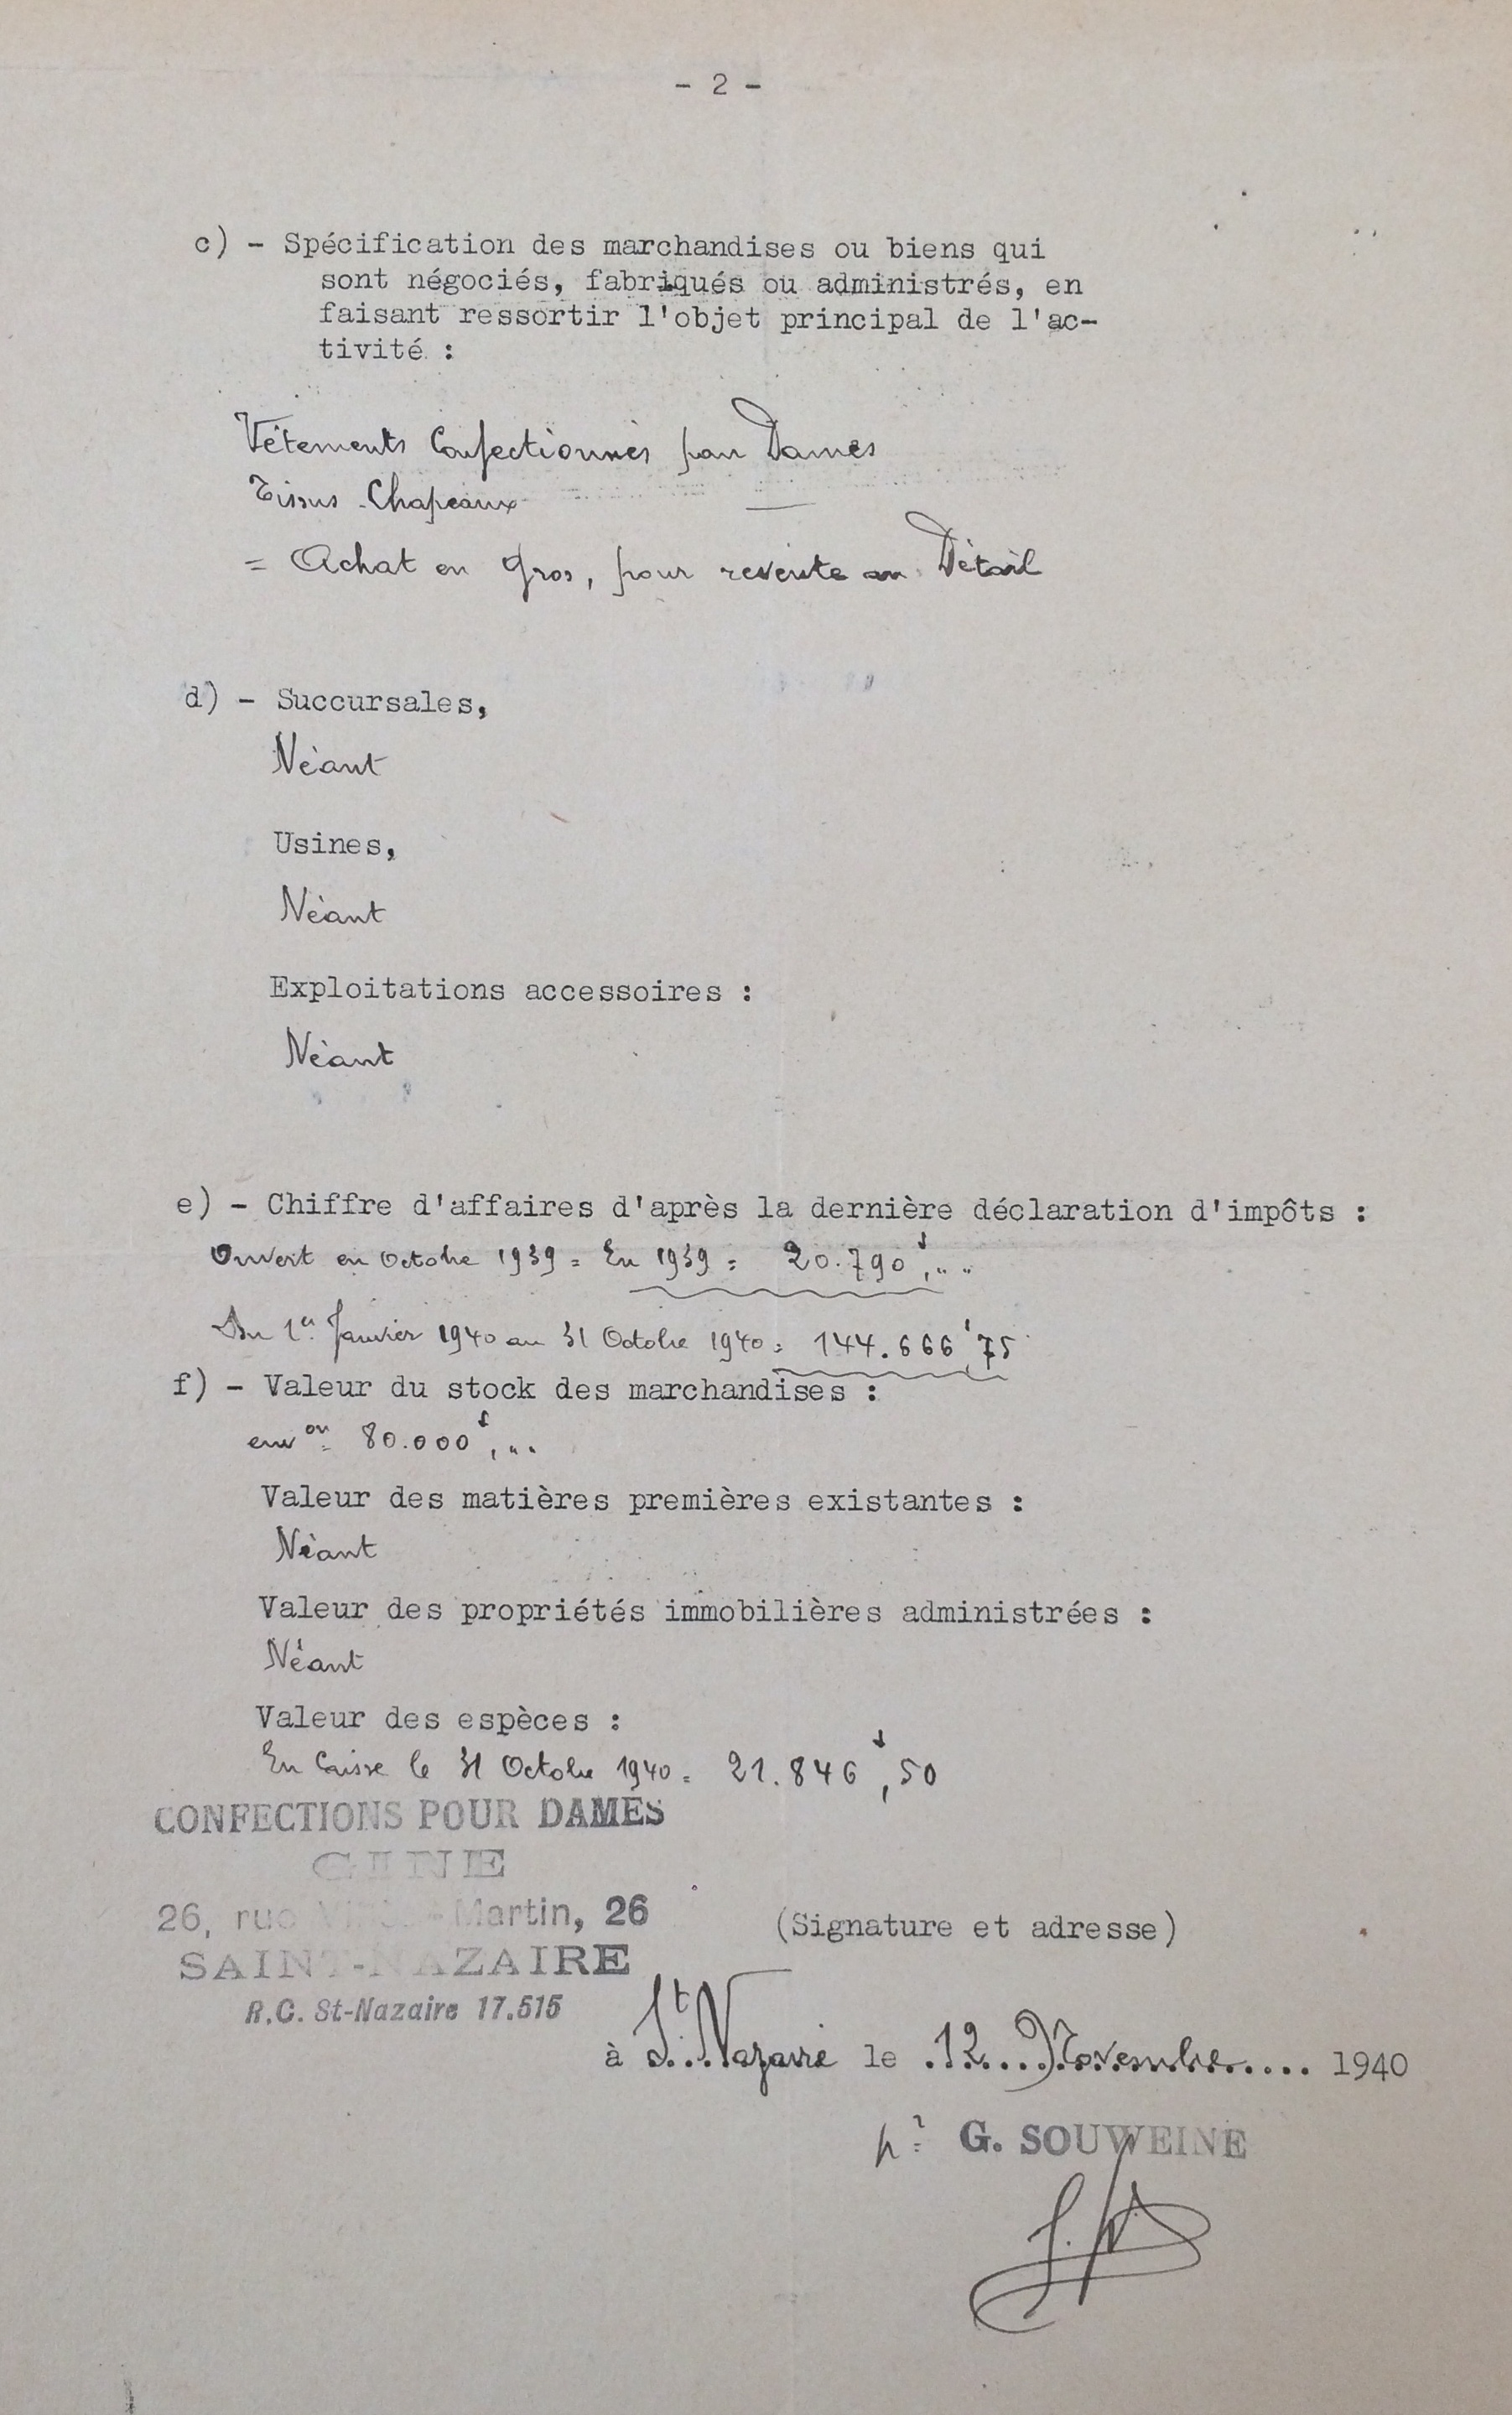 - 2 -
c) - Spécification des marchandises ou biens qui
sont négociés, fabriqués ou administrés, en
faisant ressortir l'objet principal de l'ac-
tivité :
Vêtements Confectionnés pour Dames
Tissus - Chapeaux
= Achat en Gros, pour revente au Détail
d) - Succursales,
Néant
Usines,
Néant
Exploitations accessoires :
Néant
e) - Chiffre d'affaires d'après la dernière déclaration d'impôts :
Ouvert en Octobre 1939 = En 1939 = 20.790f,""
Du 1er Janvier 1940 au 31 Octobre 1940 = 144.666f,75
f) - Valeur du stock des marchandises :
envon 80.000f,""
Valeur des matières premières existantes :
Néant
Valeur des propriétés immobilières administrées :
Néant
Valeur des espèces :
En Caisse le 31 Octobre 1940 = 21.846f,50
CONFECTIONS POUR DAMES
GINE
26, rue Martin, 26
SAINT-NAZAIRE
R.C. St-Nazaire 17.515
(Signature et adresse)
à St. Nazaire le .12...Novembre.... 1940
pr G. SOUWEINE